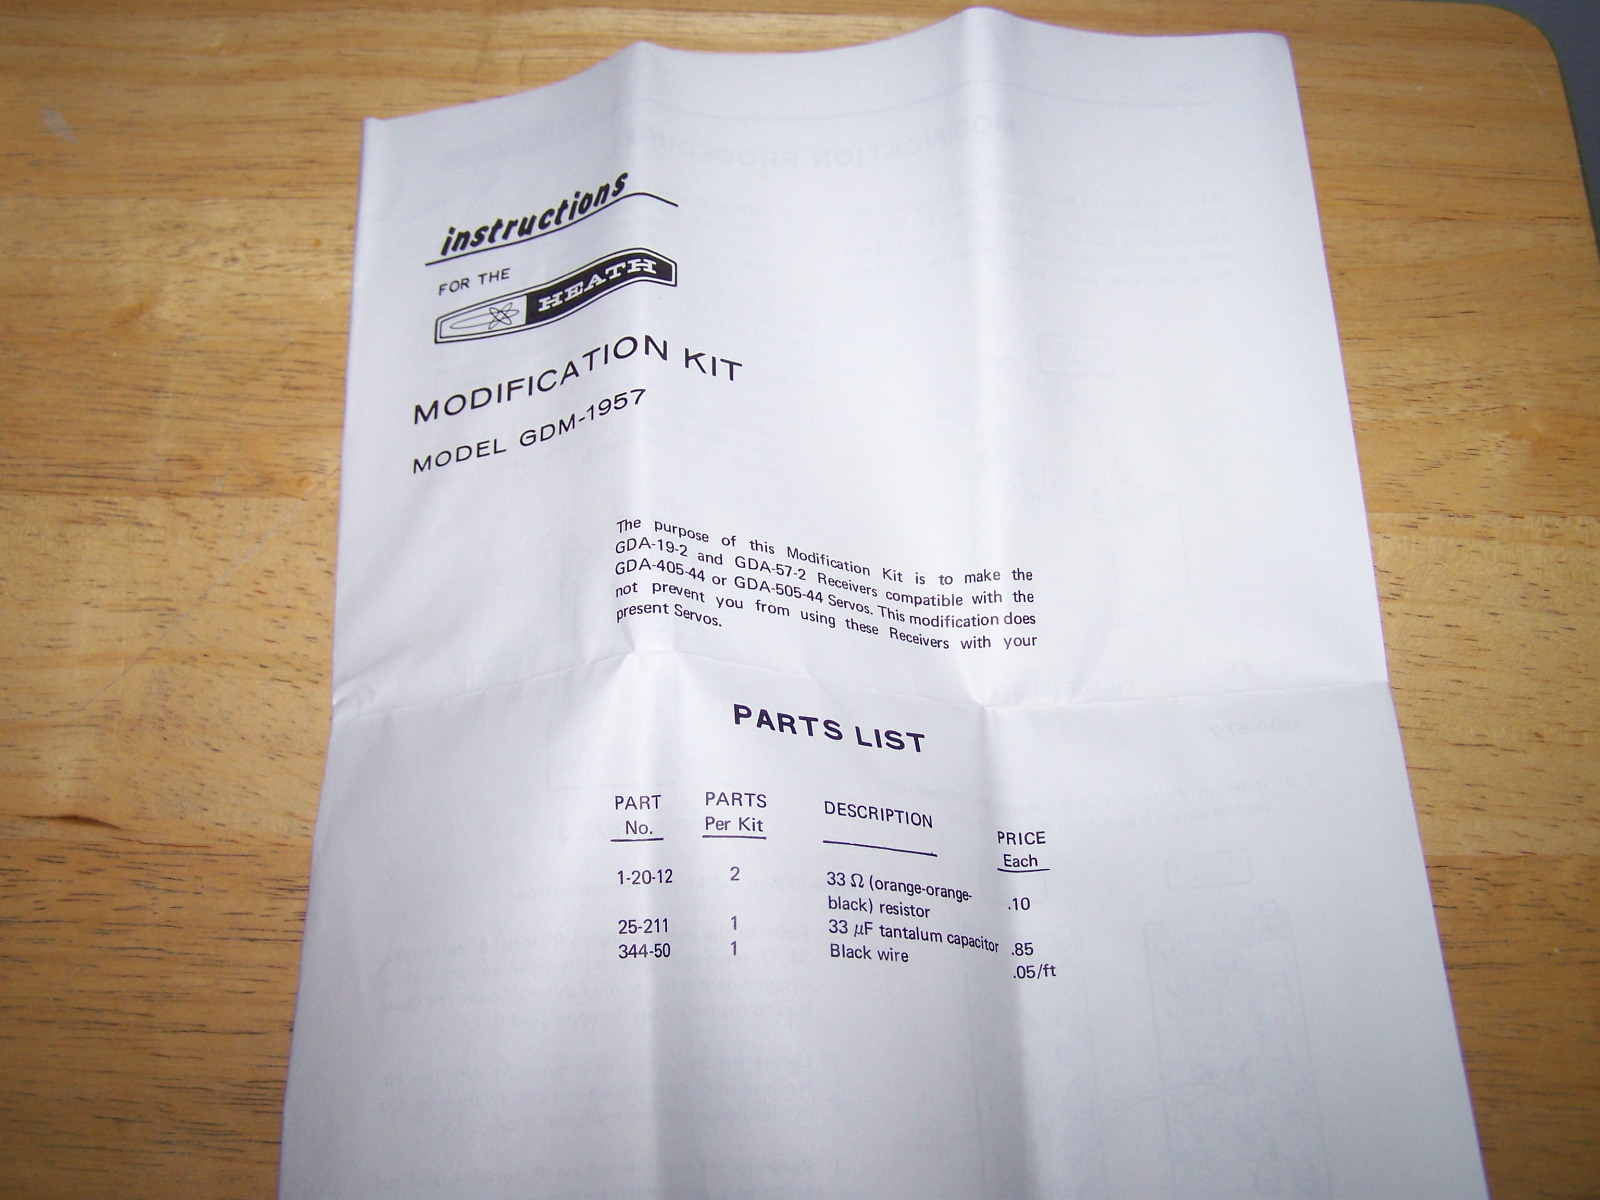 instructions
FOR THE
HEATH
MODIFICATION KIT
MODEL GDM-1957
The purpose of this Modification Kit is to make the
GDA-19-2 and GDA-57-2 Receivers compatible with the
GDA-405-44 or GDA-505-44 Servos. This modification does
not prevent you from using these Receivers with your
present Servos.
PARTS LIST
PART PARTS DESCRIPTION PRICE
No. Per Kit Each
1-20-12 2 33 Ω (orange-orange- .10
black) resistor
25-211 1 33 μF tantalum capacitor .85
344-50 1 Black wire .05/ft